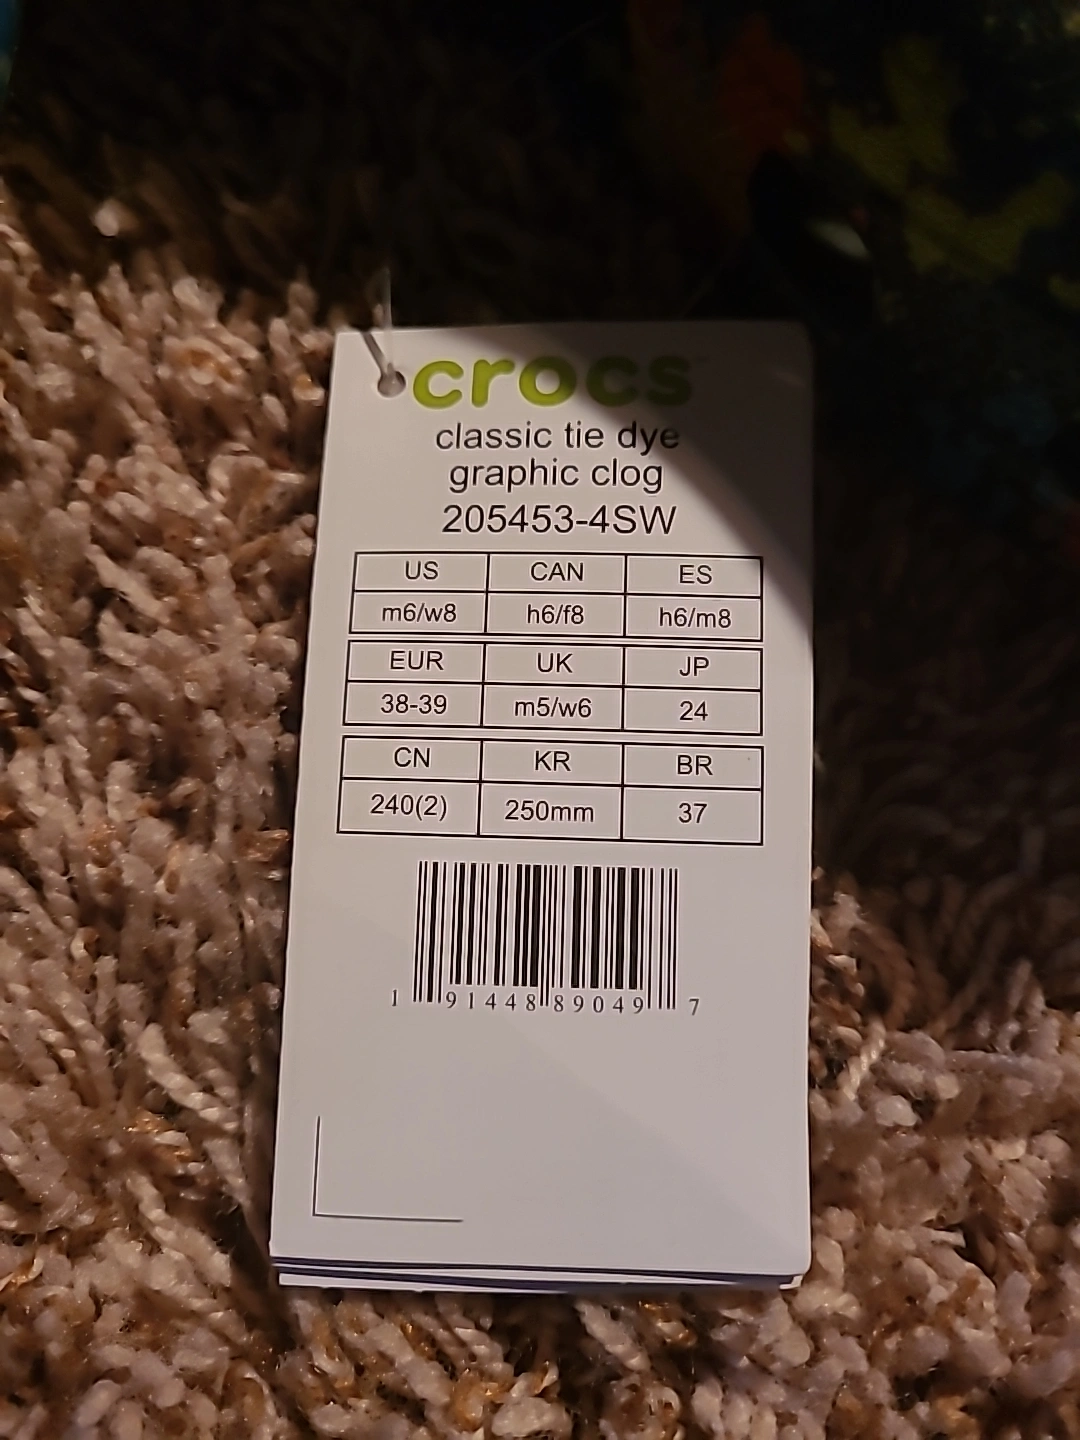 crocs
classic tie dye
graphic clog
205453-4SW
US CAN ES
m6/w8 h6/f8 h6/m8
EUR UK JP
38-39 m5/w6 24
CN KR BR
240(2) 250mm 37
1 91448 89049 7